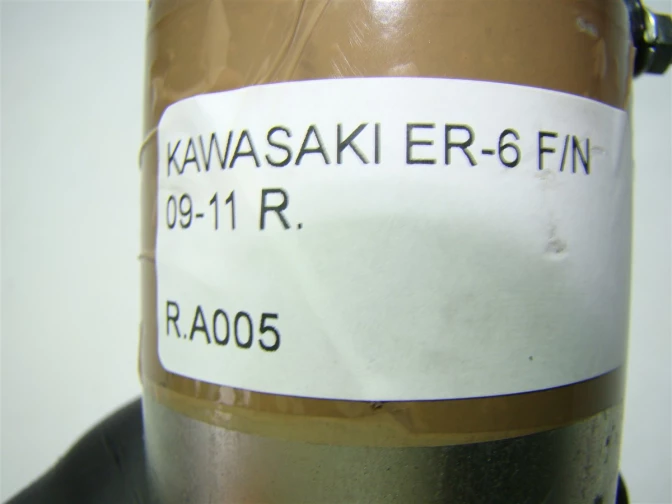 KAWASAKI ER-6 F/N
09-11 R.
R.A005